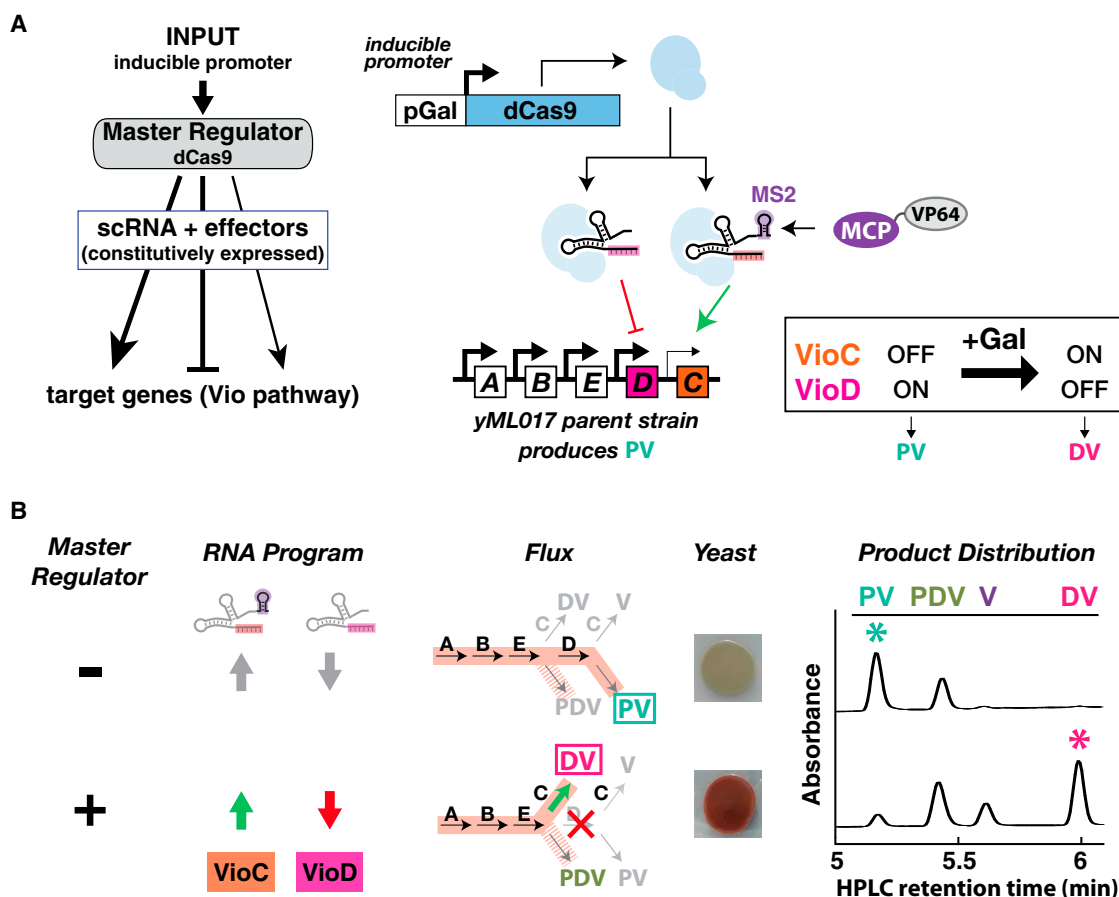 A
INPUT
inducible promoter
Master Regulator
dCas9
scRNA + effectors
(constitutively expressed)
target genes (Vio pathway)
inducible
promoter
pGal
dCas9
MS2
MCP
VP64
A
B
E
D
C
yML017 parent strain
produces PV
+Gal
VioC OFF ON
VioD ON OFF
PV
DV
B
Master
Regulator
RNA Program
Flux
Yeast
Product Distribution
-
DV
V
C
C
A
B
E
D
PDV
PV
PV PDV V DV
*
+
VioC
VioD
DV
V
C
C
A
B
E
D
PDV
PV
*
Absorbance
5
5.5
6
HPLC retention time (min)